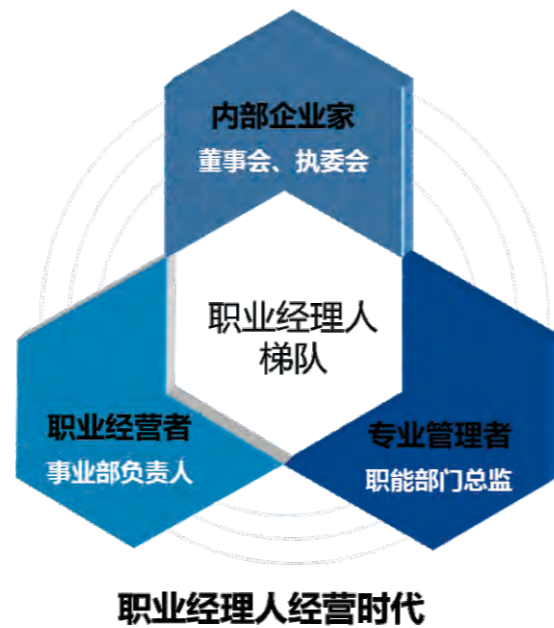 内部企业家
董事会、执委会
职业经理人
梯队
职业经营者
事业部负责人
专业管理者
职能部门总监
职业经理人经营时代